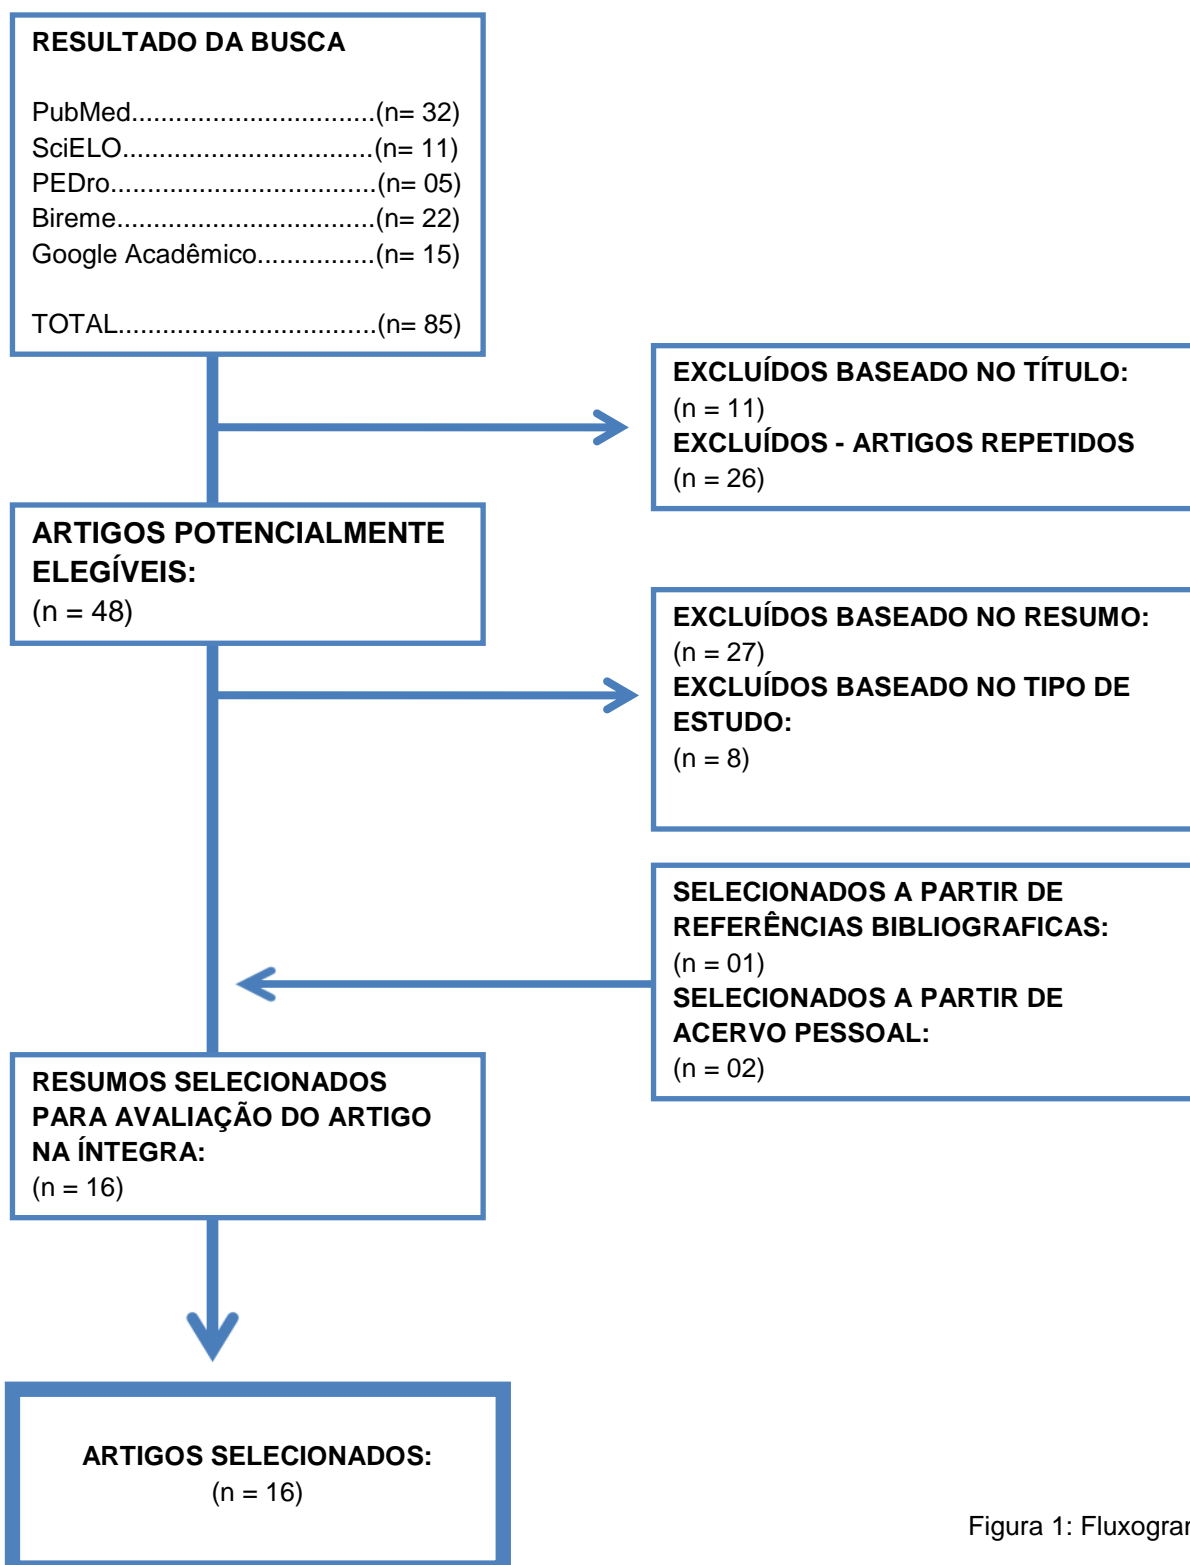 RESULTADO DA BUSCA
PubMed.................................(n= 32)
SciELO..................................(n= 11)
PEDro....................................(n= 05)
Bireme...................................(n= 22)
Google Acadêmico................(n= 15)
TOTAL...................................(n= 85)
EXCLUÍDOS BASEADO NO TÍTULO:
(n = 11)
EXCLUÍDOS - ARTIGOS REPETIDOS
(n = 26)
ARTIGOS POTENCIALMENTE
ELEGÍVEIS:
(n = 48)
EXCLUÍDOS BASEADO NO RESUMO:
(n = 27)
EXCLUÍDOS BASEADO NO TIPO DE
ESTUDO:
(n = 8)
SELECIONADOS A PARTIR DE
REFERÊNCIAS BIBLIOGRAFICAS:
(n = 01)
SELECIONADOS A PARTIR DE
ACERVO PESSOAL:
(n = 02)
RESUMOS SELECIONADOS
PARA AVALIAÇÃO DO ARTIGO
NA ÍNTEGRA:
(n = 16)
ARTIGOS SELECIONADOS:
(n = 16)
Figura 1: